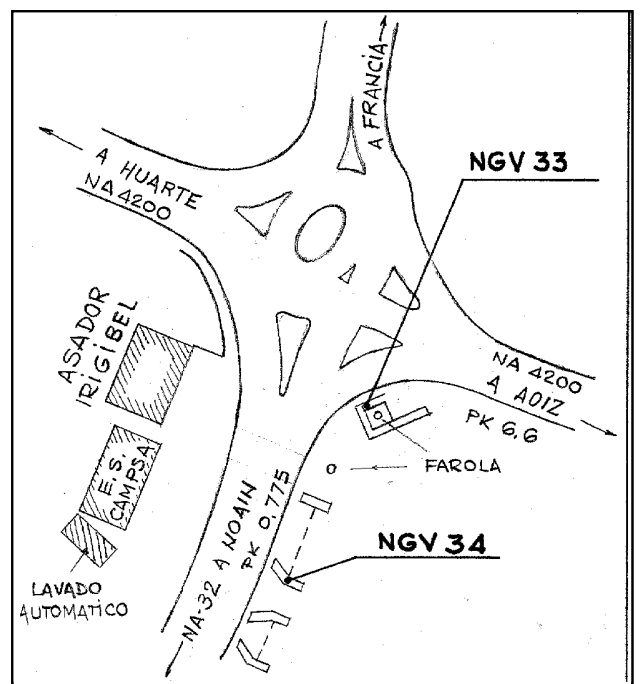 A FRANCIA
NGV 33
A HUARTE
NA 4200
ASADOR
IRIGIBEL
NA 4200
A AOIZ
PK 6.6
E.S.
CAMPSA
FAROLA
NA-32 A NOAIN
PK 0.775
NGV 34
LAVADO
AUTOMATICO